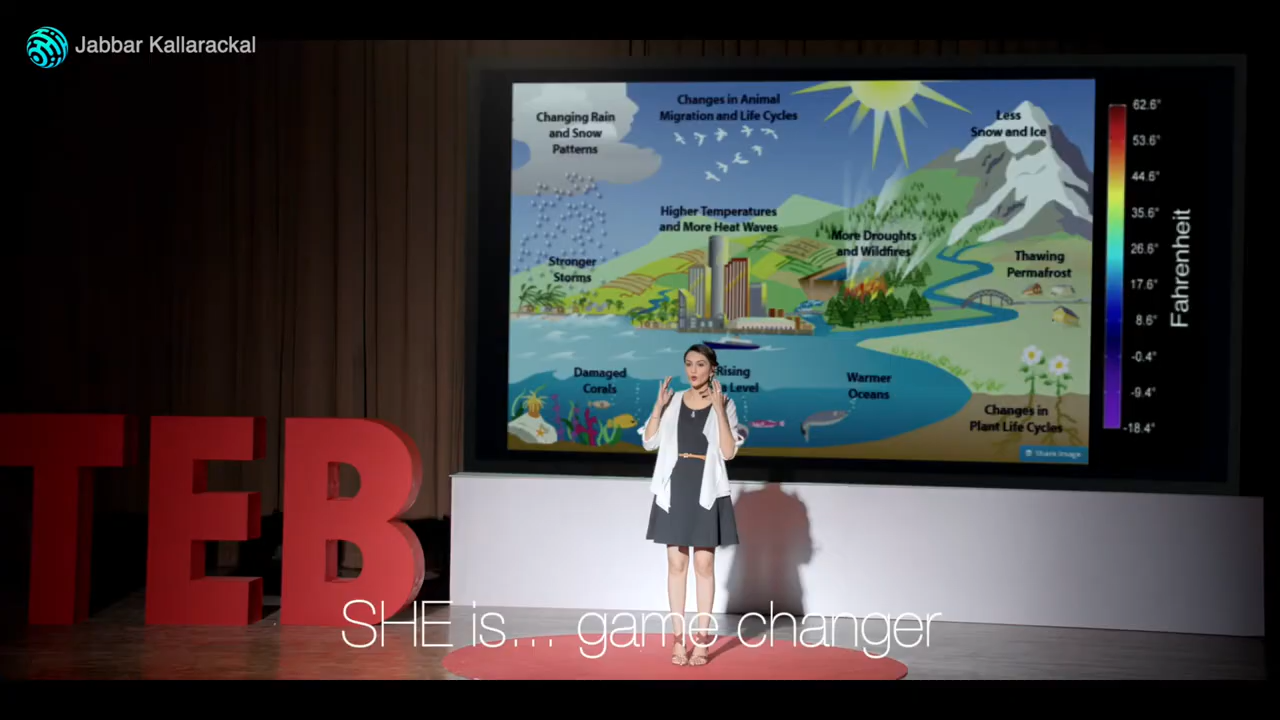 Jabbar Kallarackal
Changing Rain
and Snow
Patterns
Changes in Animal
Migration and Life Cycles
Less
Snow and Ice
Higher Temperatures
and More Heat Waves
More Droughts
and Wildfires
Stronger
Storms
Thawing
Permafrost
Damaged
Corals
Rising
Level
Warmer
Oceans
Changes in
Plant Life Cycles
Share Image
62.6°
53.6°
44.6°
35.6°
26.6°
17.6°
8.6°
-0.4°
-9.4°
-18.4°
Fahrenheit
TEB
SHE is... game changer